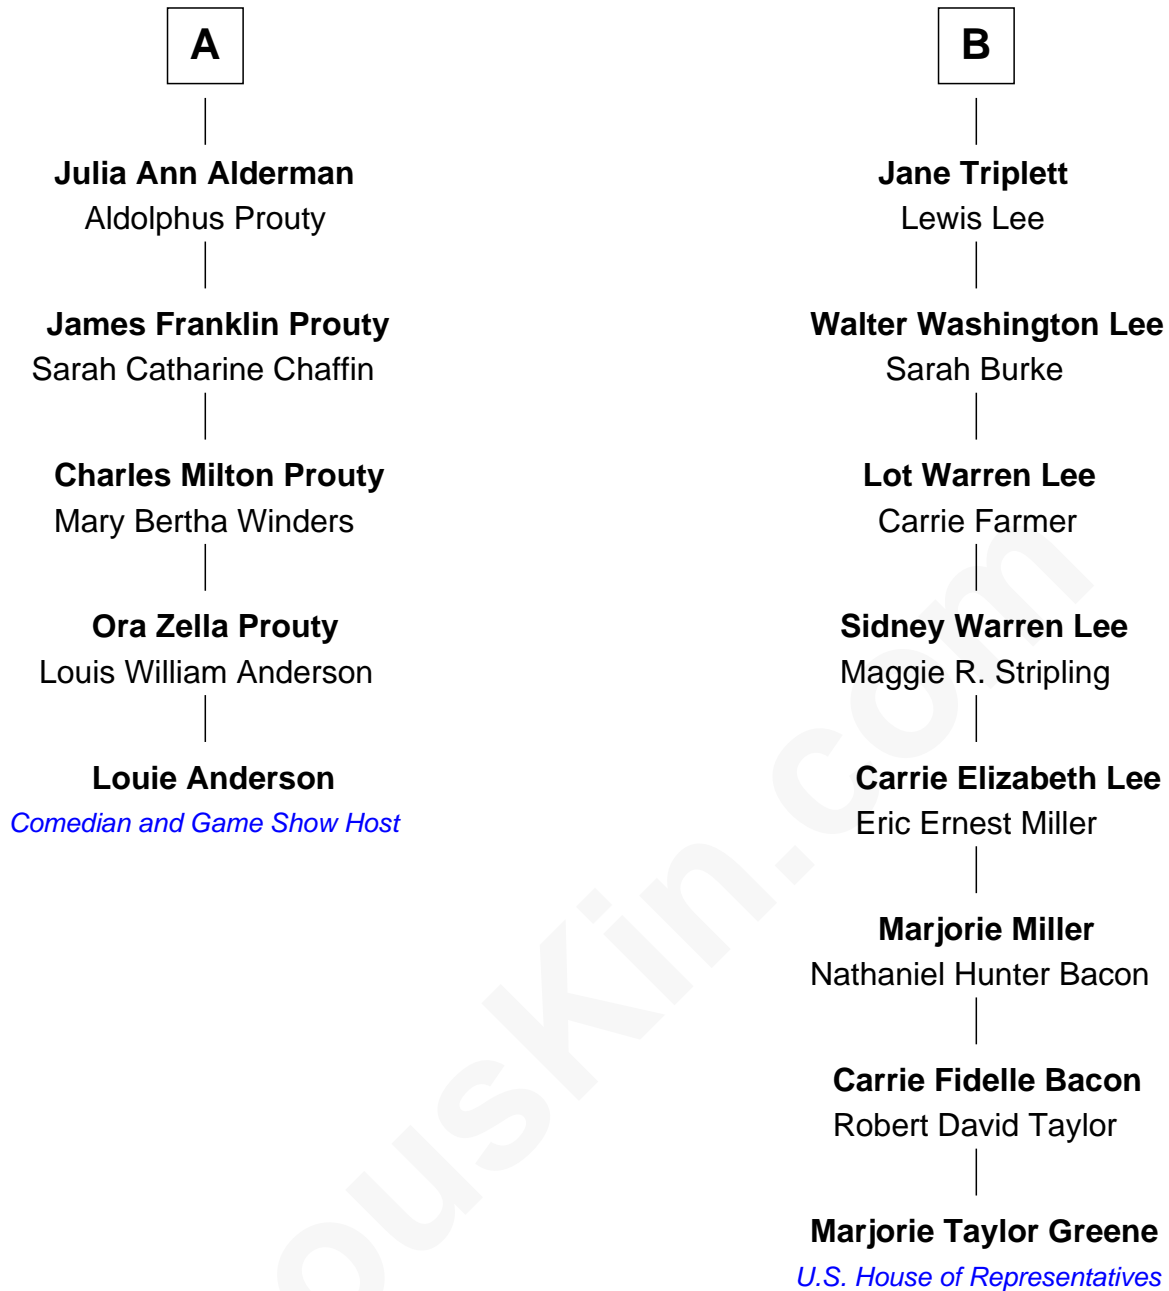 A
Julia Ann Alderman
Aldolphus Prouty
James Franklin Prouty
Sarah Catharine Chaffin
Charles Milton Prouty
Mary Bertha Winders
Ora Zella Prouty
Louis William Anderson
Louie Anderson
Comedian and Game Show Host
B
Jane Triplett
Lewis Lee
Walter Washington Lee
Sarah Burke
Lot Warren Lee
Carrie Farmer
Sidney Warren Lee
Maggie R. Stripling
Carrie Elizabeth Lee
Eric Ernest Miller
Marjorie Miller
Nathaniel Hunter Bacon
Carrie Fidelle Bacon
Robert David Taylor
Marjorie Taylor Greene
U.S. House of Representatives
ousKin.com